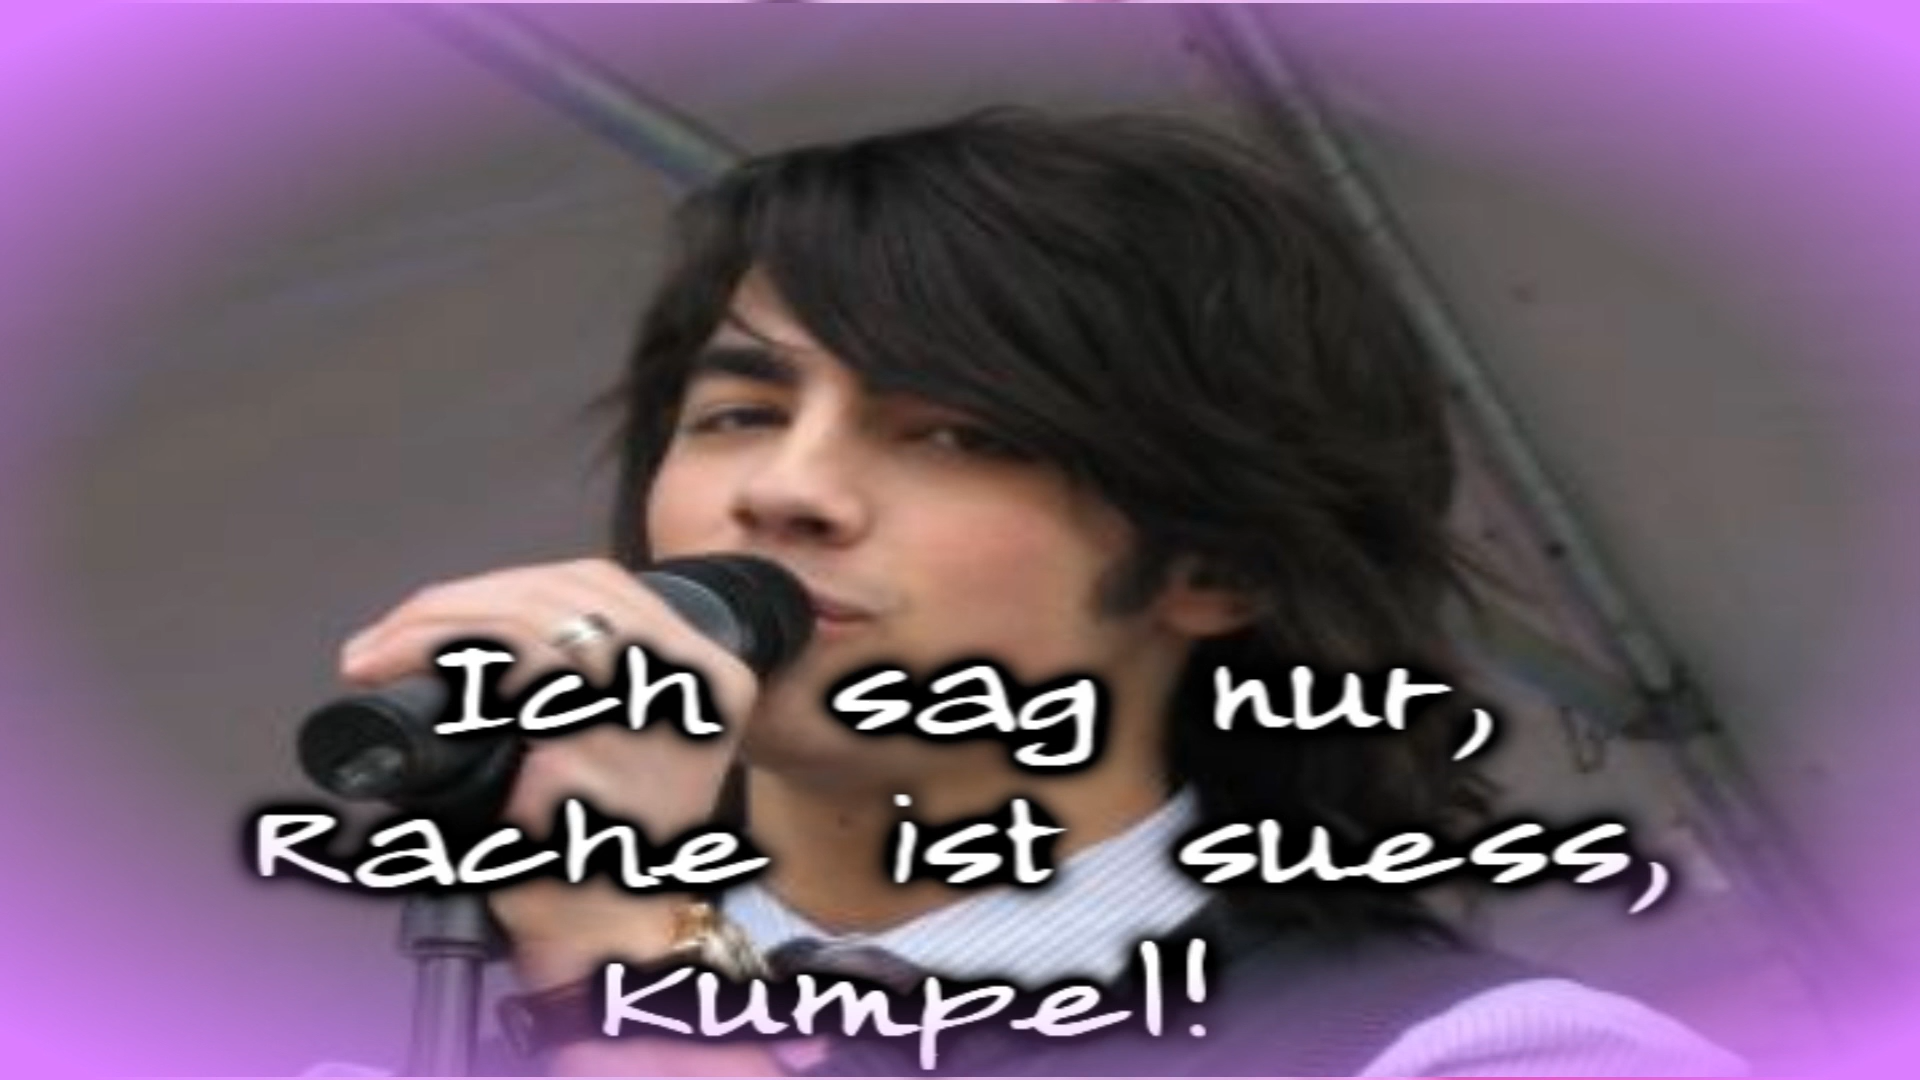 Ich sag nur,
Rache ist suess,
Kumpel!